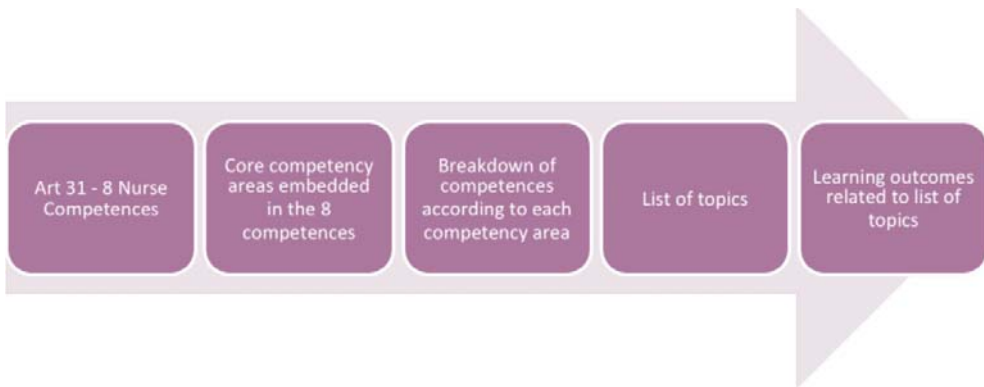 Art 31 - 8 Nurse
Competences
Core competency
areas embedded
in the 8
competences
Breakdown of
competences
according to each
competency area
List of topics
Learning outcomes
related to list of
topics